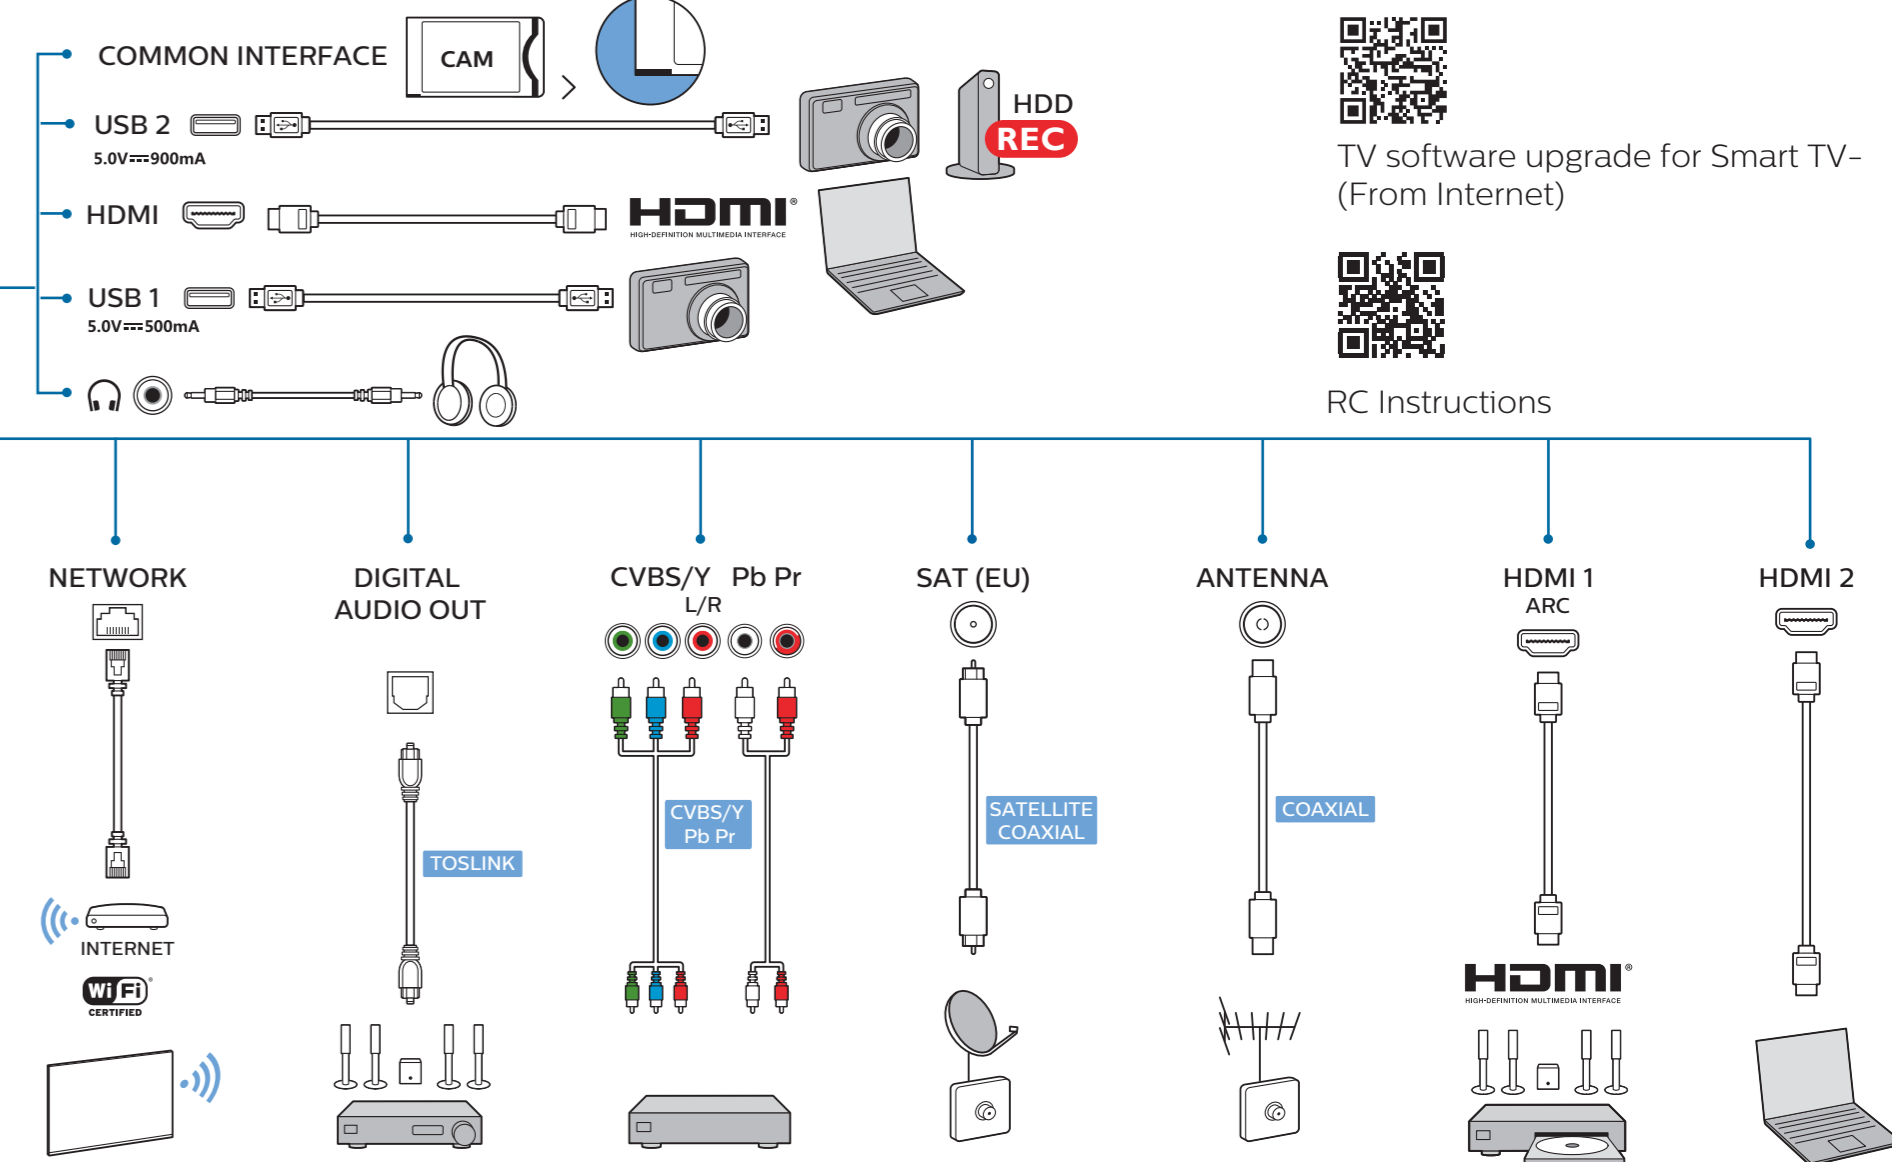 COMMON INTERFACE
CAM
USB 2
5.0V⎓900mA
HDD
REC
HDMI
HDMI®
HIGH-DEFINITION MULTIMEDIA INTERFACE
USB 1
5.0V⎓500mA
TV software upgrade for Smart TV-
(From Internet)
RC Instructions
NETWORK
INTERNET
Wi Fi®
CERTIFIED
DIGITAL
AUDIO OUT
TOSLINK
CVBS/Y Pb Pr
L/R
CVBS/Y
Pb Pr
SAT (EU)
SATELLITE
COAXIAL
ANTENNA
COAXIAL
HDMI 1
ARC
HDMI®
HIGH-DEFINITION MULTIMEDIA INTERFACE
HDMI 2